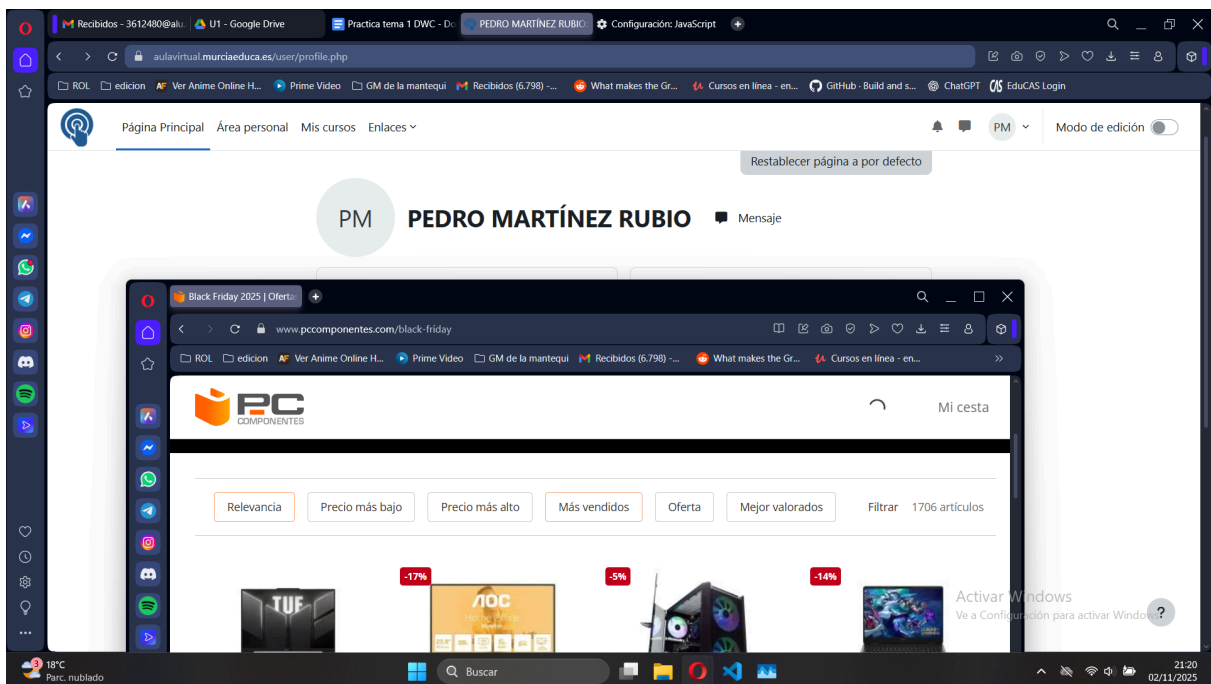 Recibidos - 3612480@alu. U1 - Google Drive Practica tema 1 DWC - Do PEDRO MARTÍNEZ RUBIO: Configuración: JavaScript
aulavirtual.murciaeduca.es/user/profile.php
ROL edicion AF Ver Anime Online H... Prime Video GM de la mantequi Recibidos (6.798) -... What makes the Gr... Cursos en línea - en... GitHub · Build and s... ChatGPT EduCAS Login
Página Principal Área personal Mis cursos Enlaces PM Modo de edición
Restablecer página a por defecto
PM PEDRO MARTÍNEZ RUBIO Mensaje
Black Friday 2025 | Ofertas
www.pccomponentes.com/black-friday
ROL edicion AF Ver Anime Online H... Prime Video GM de la mantequi Recibidos (6.798) -... What makes the Gr... Cursos en línea - en...
PC COMPONENTES Mi cesta
Relevancia Precio más bajo Precio más alto Más vendidos Oferta Mejor valorados Filtrar 1706 artículos
-17% -5% -14%
TUF AOC
Home Office
Activar Windows
Ve a Configuración para activar Windows
?
3 18°C
Parc. nublado
Buscar
21:20
02/11/2025